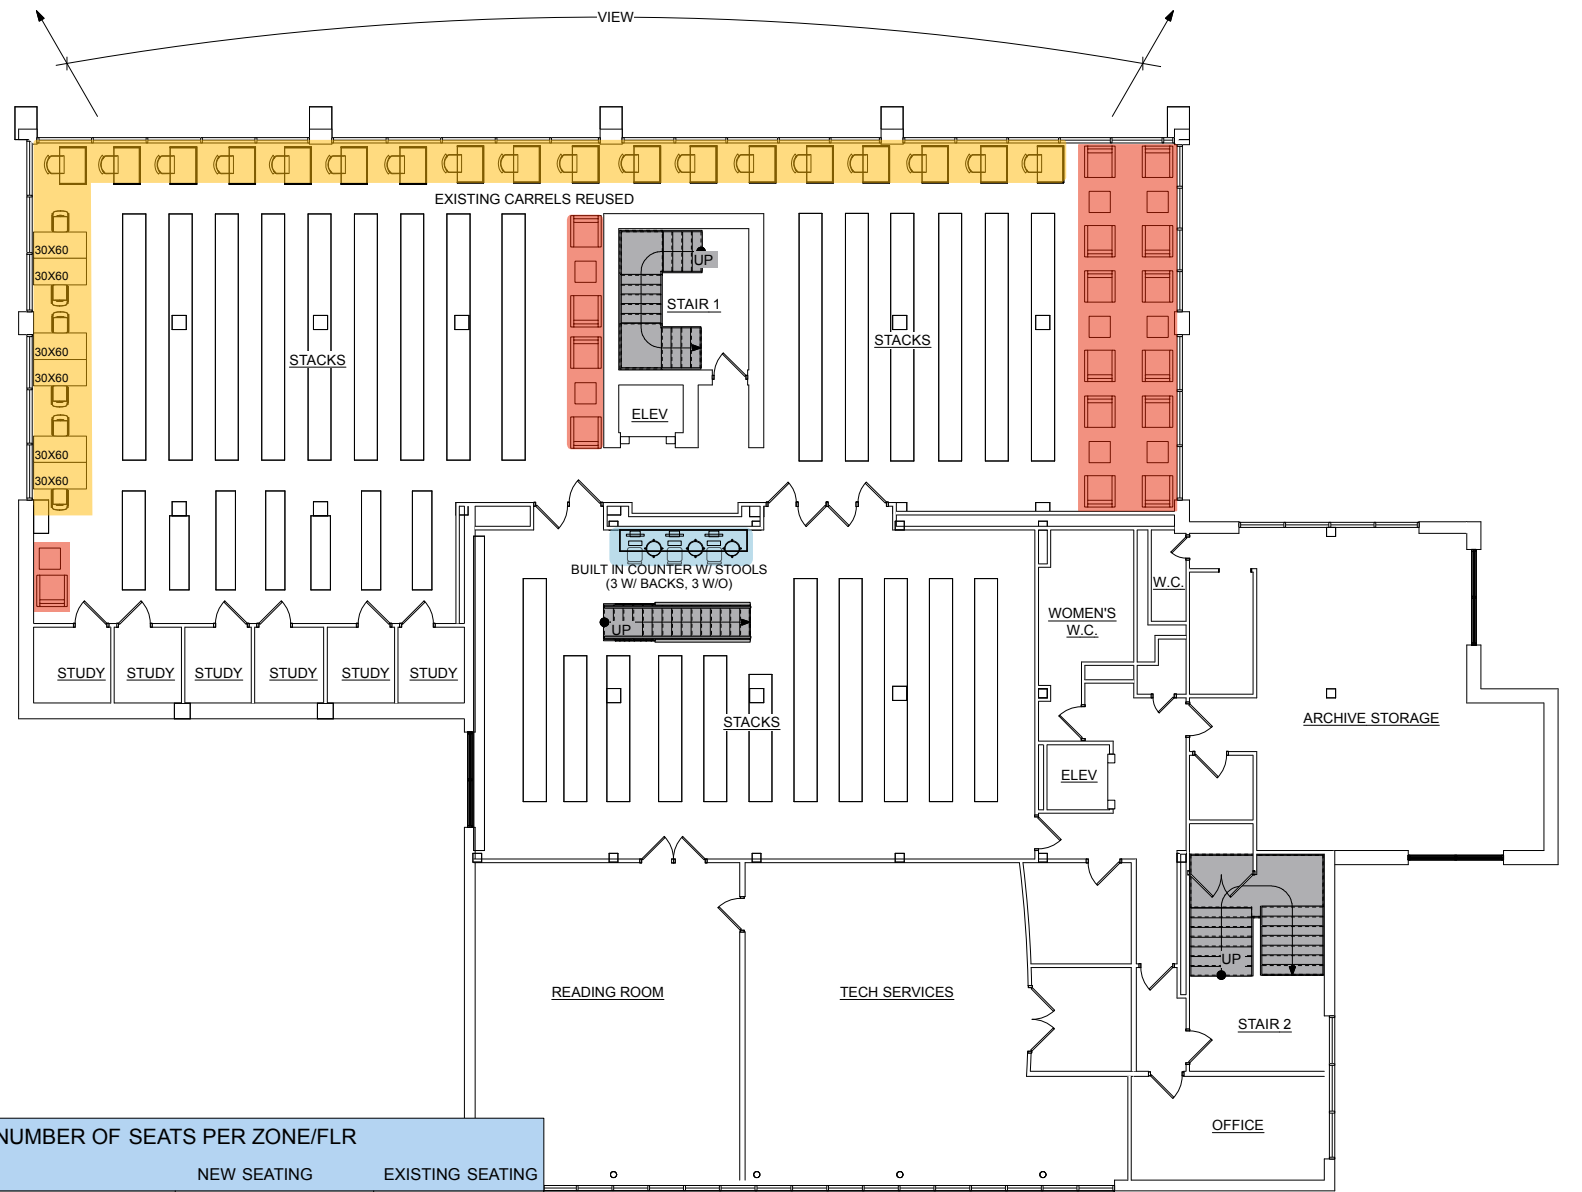 VIEW
EXISTING CARRELS REUSED
30X60
30X60
UP
STAIR 1
30X60
30X60
STACKS
STACKS
ELEV
30X60
30X60
BUILT IN COUNTER W/ STOOLS
(3 W/ BACKS, 3 W/O)
W.C.
WOMEN'S
W.C.
UP
STUDY
STUDY
STUDY
STUDY
STUDY
STUDY
STACKS
ARCHIVE STORAGE
ELEV
UP
READING ROOM
TECH SERVICES
STAIR 2
OFFICE
NUMBER OF SEATS PER ZONE/FLR
NEW SEATING
EXISTING SEATING